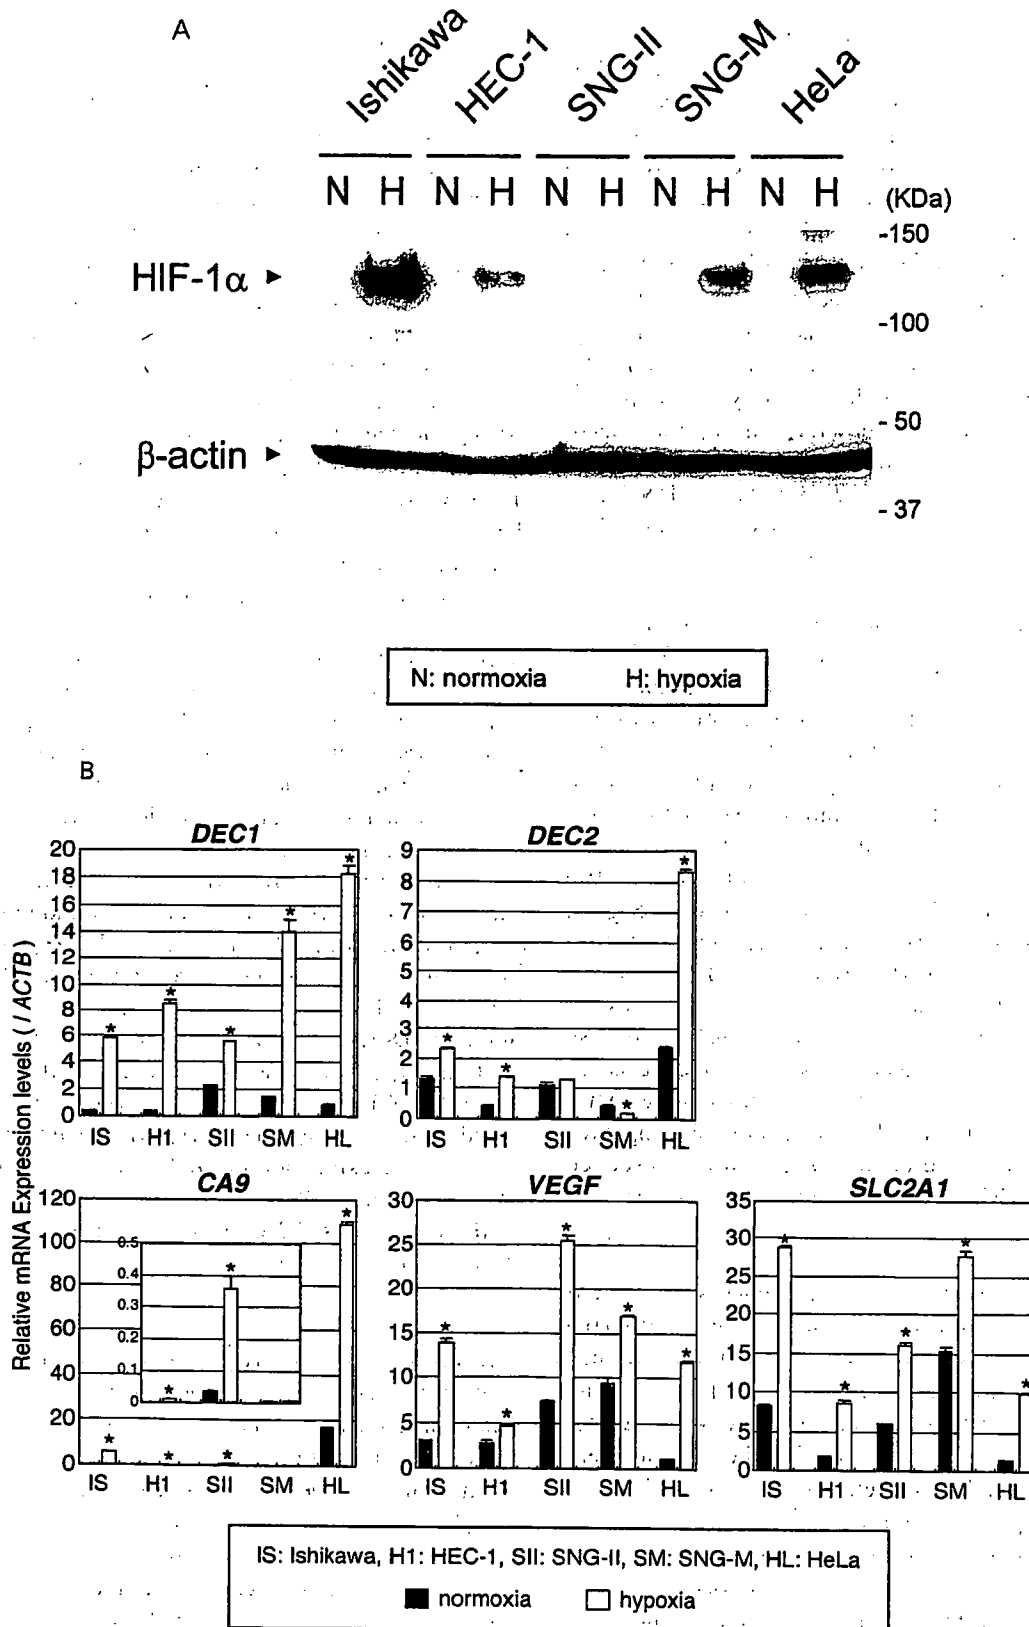 A
Ishikawa HEC-1 SNG-II SNG-M HeLa
N H N H N H N H N H (KDa)
-150
HIF-1α ►
-100
- 50
β-actin ►
- 37
N: normoxia H: hypoxia
B
Relative mRNA Expression levels ( / ACTB)
DEC1
20
18
16
14
12
10
8
6
4
2
0
* * * * *
IS H1 SII SM HL
DEC2
9
8
7
6
5
4
3
2
1
0
* * * *
IS H1 SII SM HL
CA9
120
100
80
60
40
20
0
0.5
0.4
0.3
0.2
0.1
0
* *
* * * *
IS H1 SII SM HL
VEGF
30
25
20
15
10
5
0
* * * * *
IS H1 SII SM HL
SLC2A1
35
30
25
20
15
10
5
0
* * * * *
IS H1 SII SM HL
IS: Ishikawa, H1: HEC-1, SII: SNG-II, SM: SNG-M, HL: HeLa
normoxia hypoxia